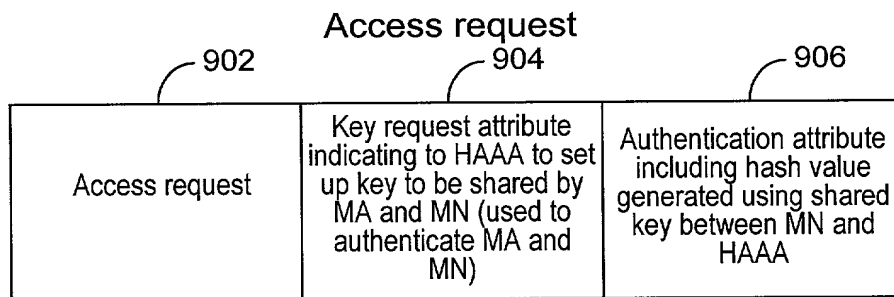 Access request
902
904
906
Access request
Key request attribute
indicating to HAAA to set
up key to be shared by
MA and MN (used to
authenticate MA and
MN)
Authentication attribute
including hash value
generated using shared
key between MN and
HAAA